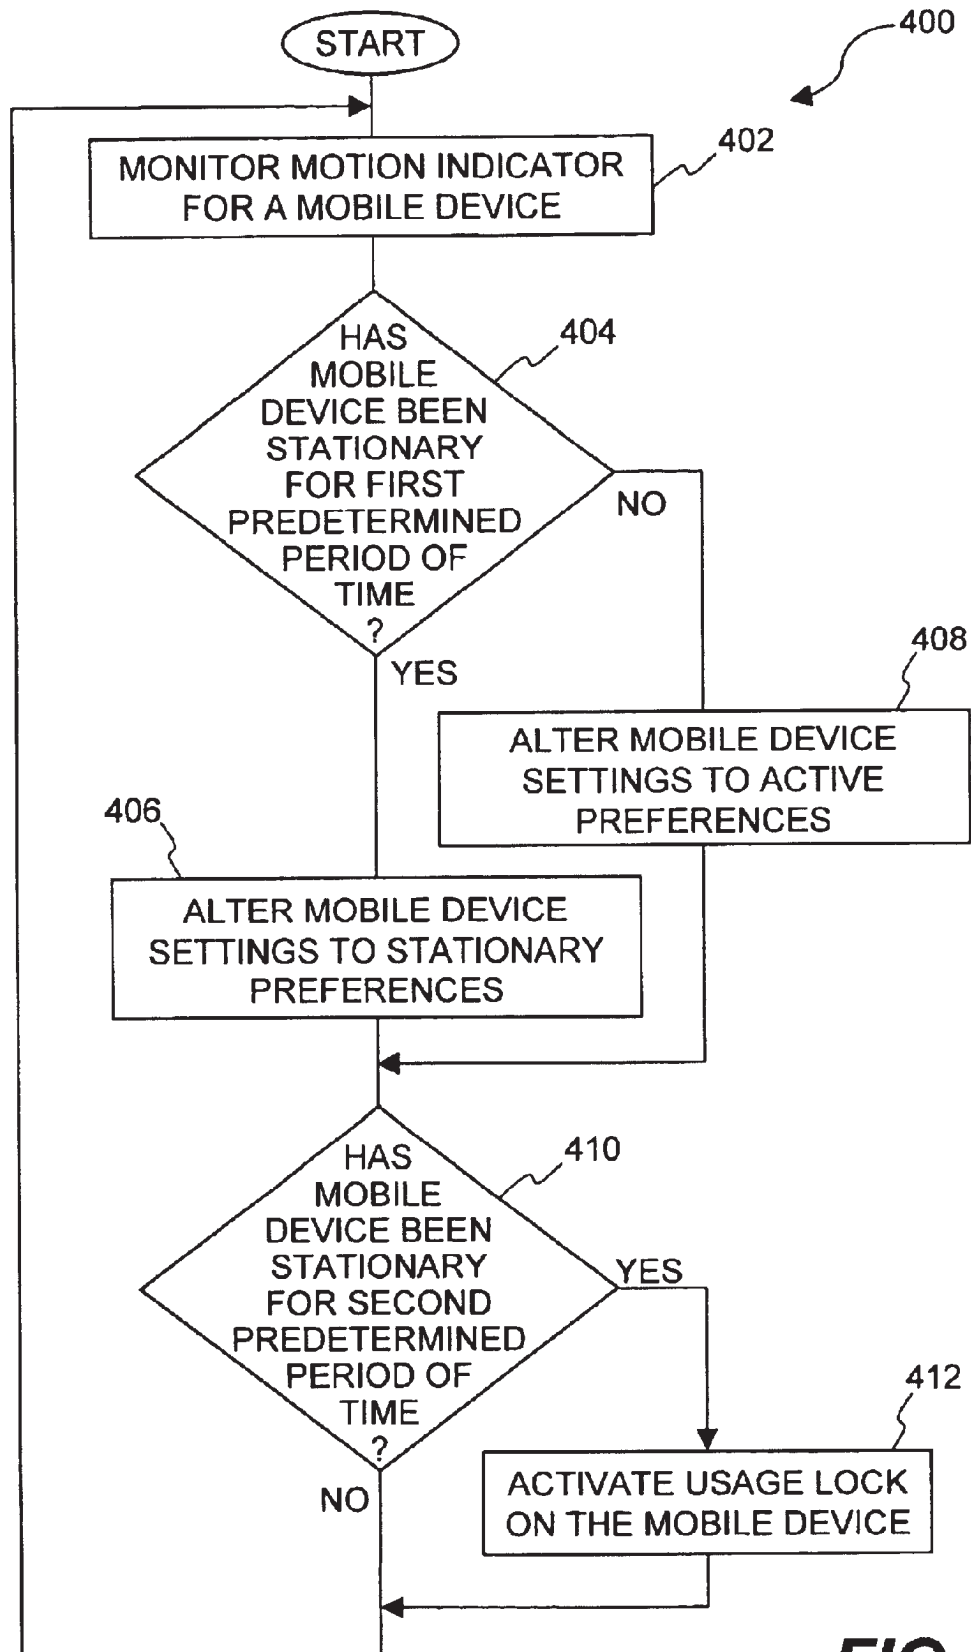 START
400
402
MONITOR MOTION INDICATOR
FOR A MOBILE DEVICE
404
HAS
MOBILE
DEVICE BEEN
STATIONARY
FOR FIRST
PREDETERMINED
PERIOD OF
TIME
?
NO
YES
408
ALTER MOBILE DEVICE
SETTINGS TO ACTIVE
PREFERENCES
406
ALTER MOBILE DEVICE
SETTINGS TO STATIONARY
PREFERENCES
410
HAS
MOBILE
DEVICE BEEN
STATIONARY
FOR SECOND
PREDETERMINED
PERIOD OF
TIME
?
YES
NO
412
ACTIVATE USAGE LOCK
ON THE MOBILE DEVICE
FIG